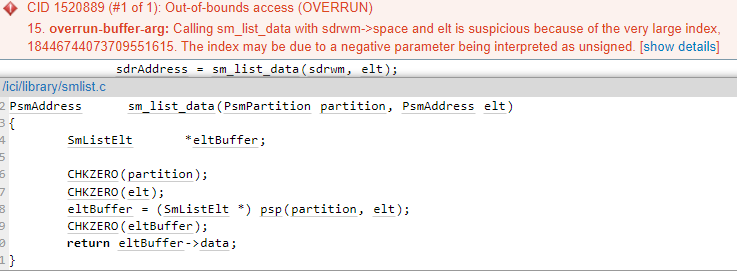 CID 1520889 (#1 of 1): Out-of-bounds access (OVERRUN)
15. overrun-buffer-arg: Calling sm_list_data with sdrwm->space and elt is suspicious because of the very large index,
18446744073709551615. The index may be due to a negative parameter being interpreted as unsigned. [show details]
sdrAddress = sm_list_data(sdrwm, elt);
/ici/library/smlist.c
2 PsmAddress sm_list_data(PsmPartition partition, PsmAddress elt)
3 {
4 SmListElt *eltBuffer;
5
6 CHKZERO(partition);
7 CHKZERO(elt);
8 eltBuffer = (SmListElt *) psp(partition, elt);
9 CHKZERO(eltBuffer);
0 return eltBuffer->data;
1 }